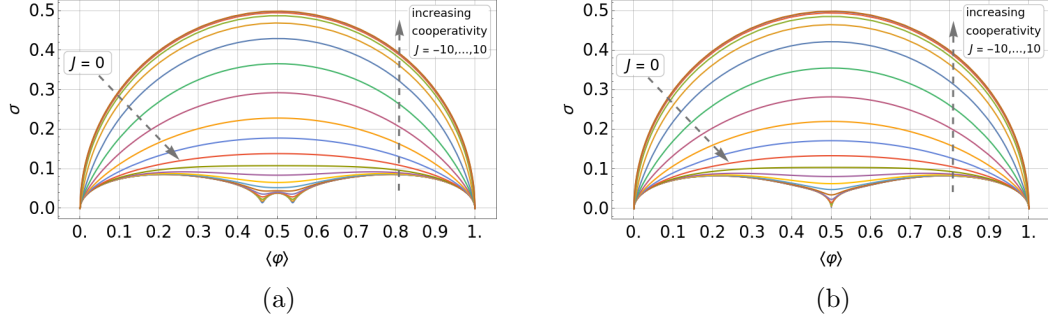 0.5
0.4
0.3
0.2
0.1
0.0
σ
J = 0
increasing
cooperativity
J = −10,...,10
0. 0.1 0.2 0.3 0.4 0.5 0.6 0.7 0.8 0.9 1.
⟨φ⟩
(a)
0.5
0.4
0.3
0.2
0.1
0.0
σ
J = 0
increasing
cooperativity
J = −10,...,10
0. 0.1 0.2 0.3 0.4 0.5 0.6 0.7 0.8 0.9 1.
⟨φ⟩
(b)